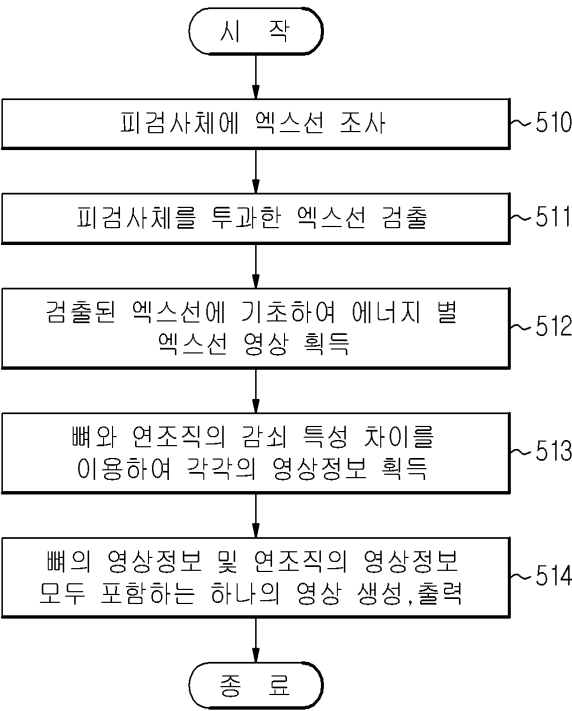 시 작
피검사체에 엑스선 조사
510
피검사체를 투과한 엑스선 검출
511
검출된 엑스선에 기초하여 에너지 별
엑스선 영상 획득
512
뼈와 연조직의 감쇠 특성 차이를
이용하여 각각의 영상정보 획득
513
뼈의 영상정보 및 연조직의 영상정보
모두 포함하는 하나의 영상 생성,출력
514
종 료